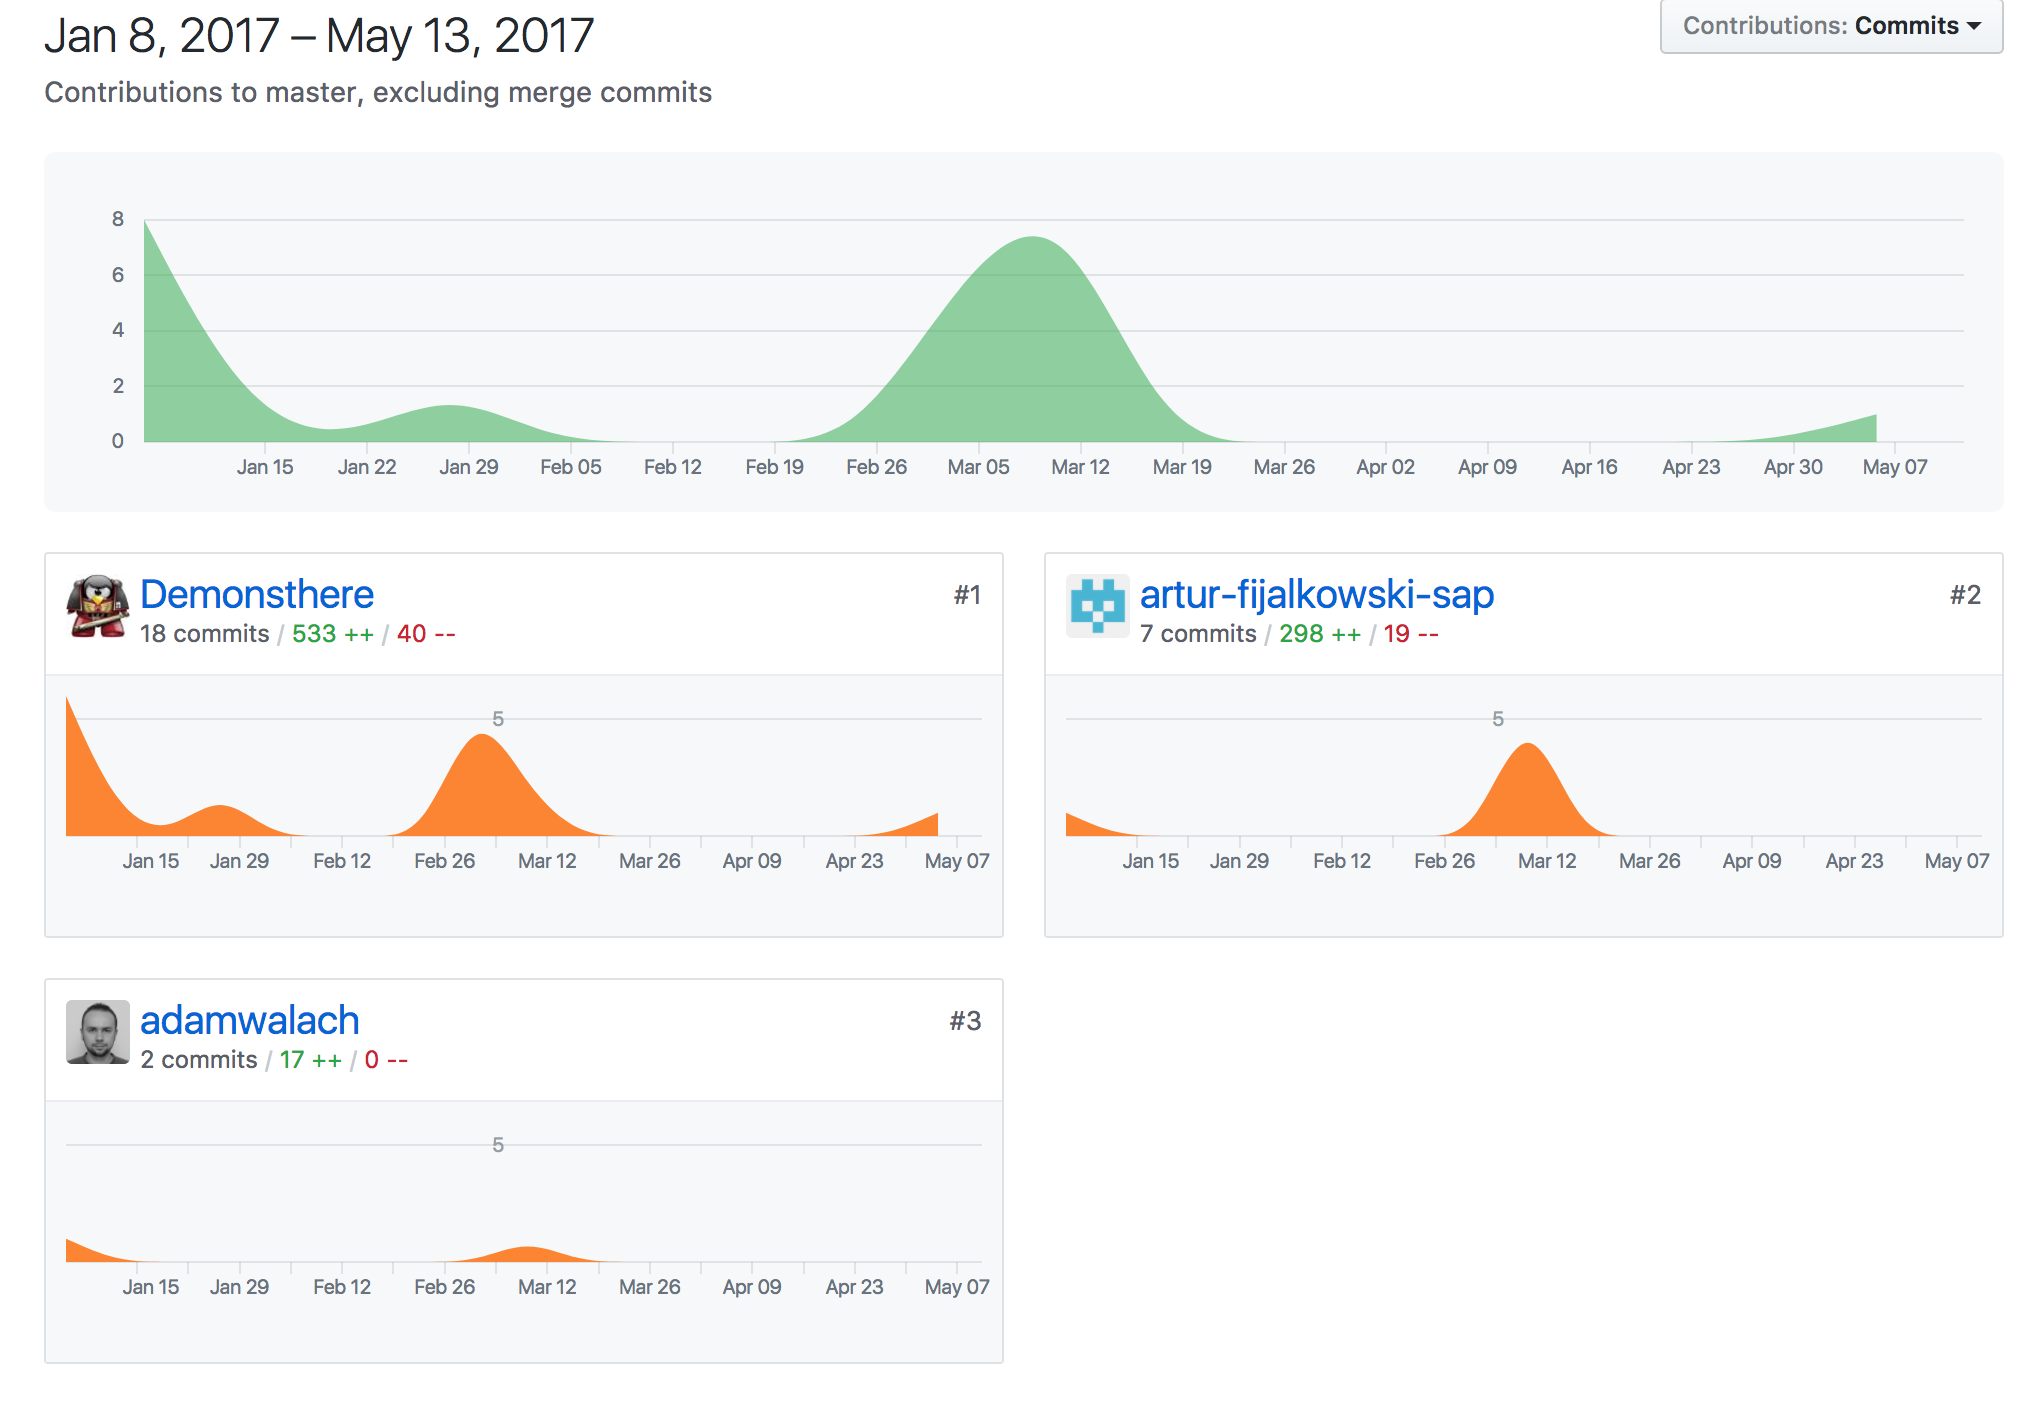 Jan 8, 2017 – May 13, 2017
Contributions: Commits
Contributions to master, excluding merge commits
8
6
4
2
0
Jan 15 Jan 22 Jan 29 Feb 05 Feb 12 Feb 19 Feb 26 Mar 05 Mar 12 Mar 19 Mar 26 Apr 02 Apr 09 Apr 16 Apr 23 Apr 30 May 07
Demonsthere #1
18 commits / 533 ++ / 40 --
5
Jan 15 Jan 29 Feb 12 Feb 26 Mar 12 Mar 26 Apr 09 Apr 23 May 07
artur-fijalkowski-sap #2
7 commits / 298 ++ / 19 --
5
Jan 15 Jan 29 Feb 12 Feb 26 Mar 12 Mar 26 Apr 09 Apr 23 May 07
adamwalach #3
2 commits / 17 ++ / 0 --
5
Jan 15 Jan 29 Feb 12 Feb 26 Mar 12 Mar 26 Apr 09 Apr 23 May 07